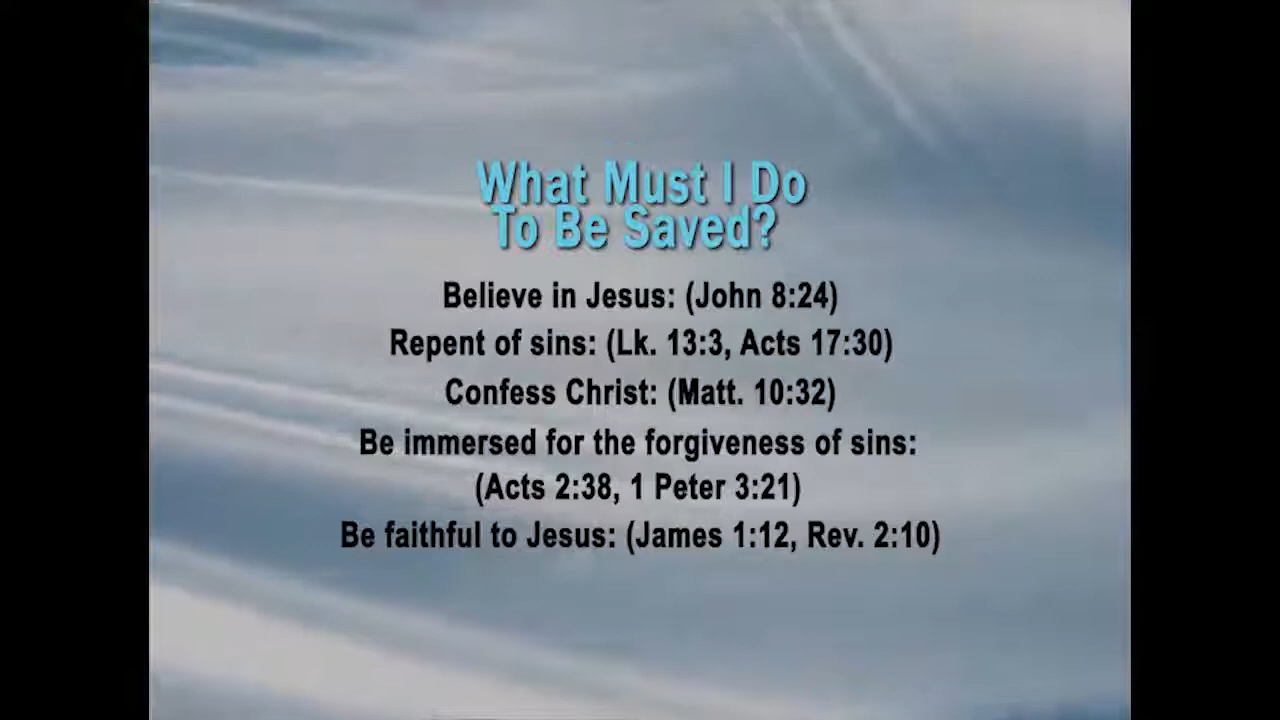 What Must I Do
To Be Saved?
Believe in Jesus: (John 8:24)
Repent of sins: (Lk. 13:3, Acts 17:30)
Confess Christ: (Matt. 10:32)
Be immersed for the forgiveness of sins:
(Acts 2:38, 1 Peter 3:21)
Be faithful to Jesus: (James 1:12, Rev. 2:10)